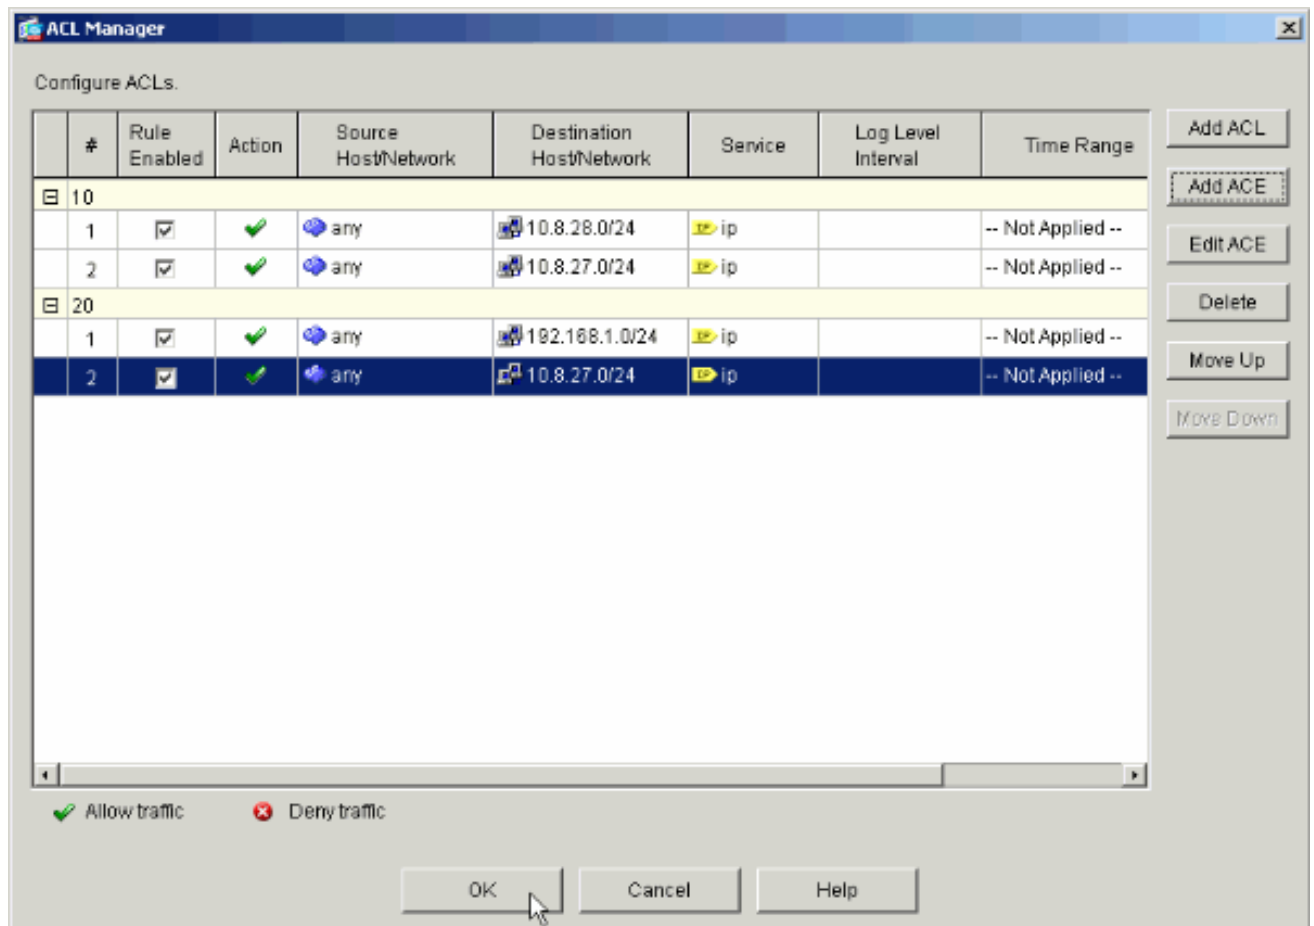 ACL Manager
Configure ACLs.
# Rule Enabled Action Source Host/Network Destination Host/Network Service Log Level Interval Time Range
10
1 any 10.8.28.0/24 IP ip -- Not Applied --
2 any 10.8.27.0/24 IP ip -- Not Applied --
20
1 any 192.168.1.0/24 IP ip -- Not Applied --
2 any 10.8.27.0/24 IP ip -- Not Applied --
Add ACL
Add ACE
Edit ACE
Delete
Move Up
Move Down
Allow traffic Deny traffic
OK Cancel Help